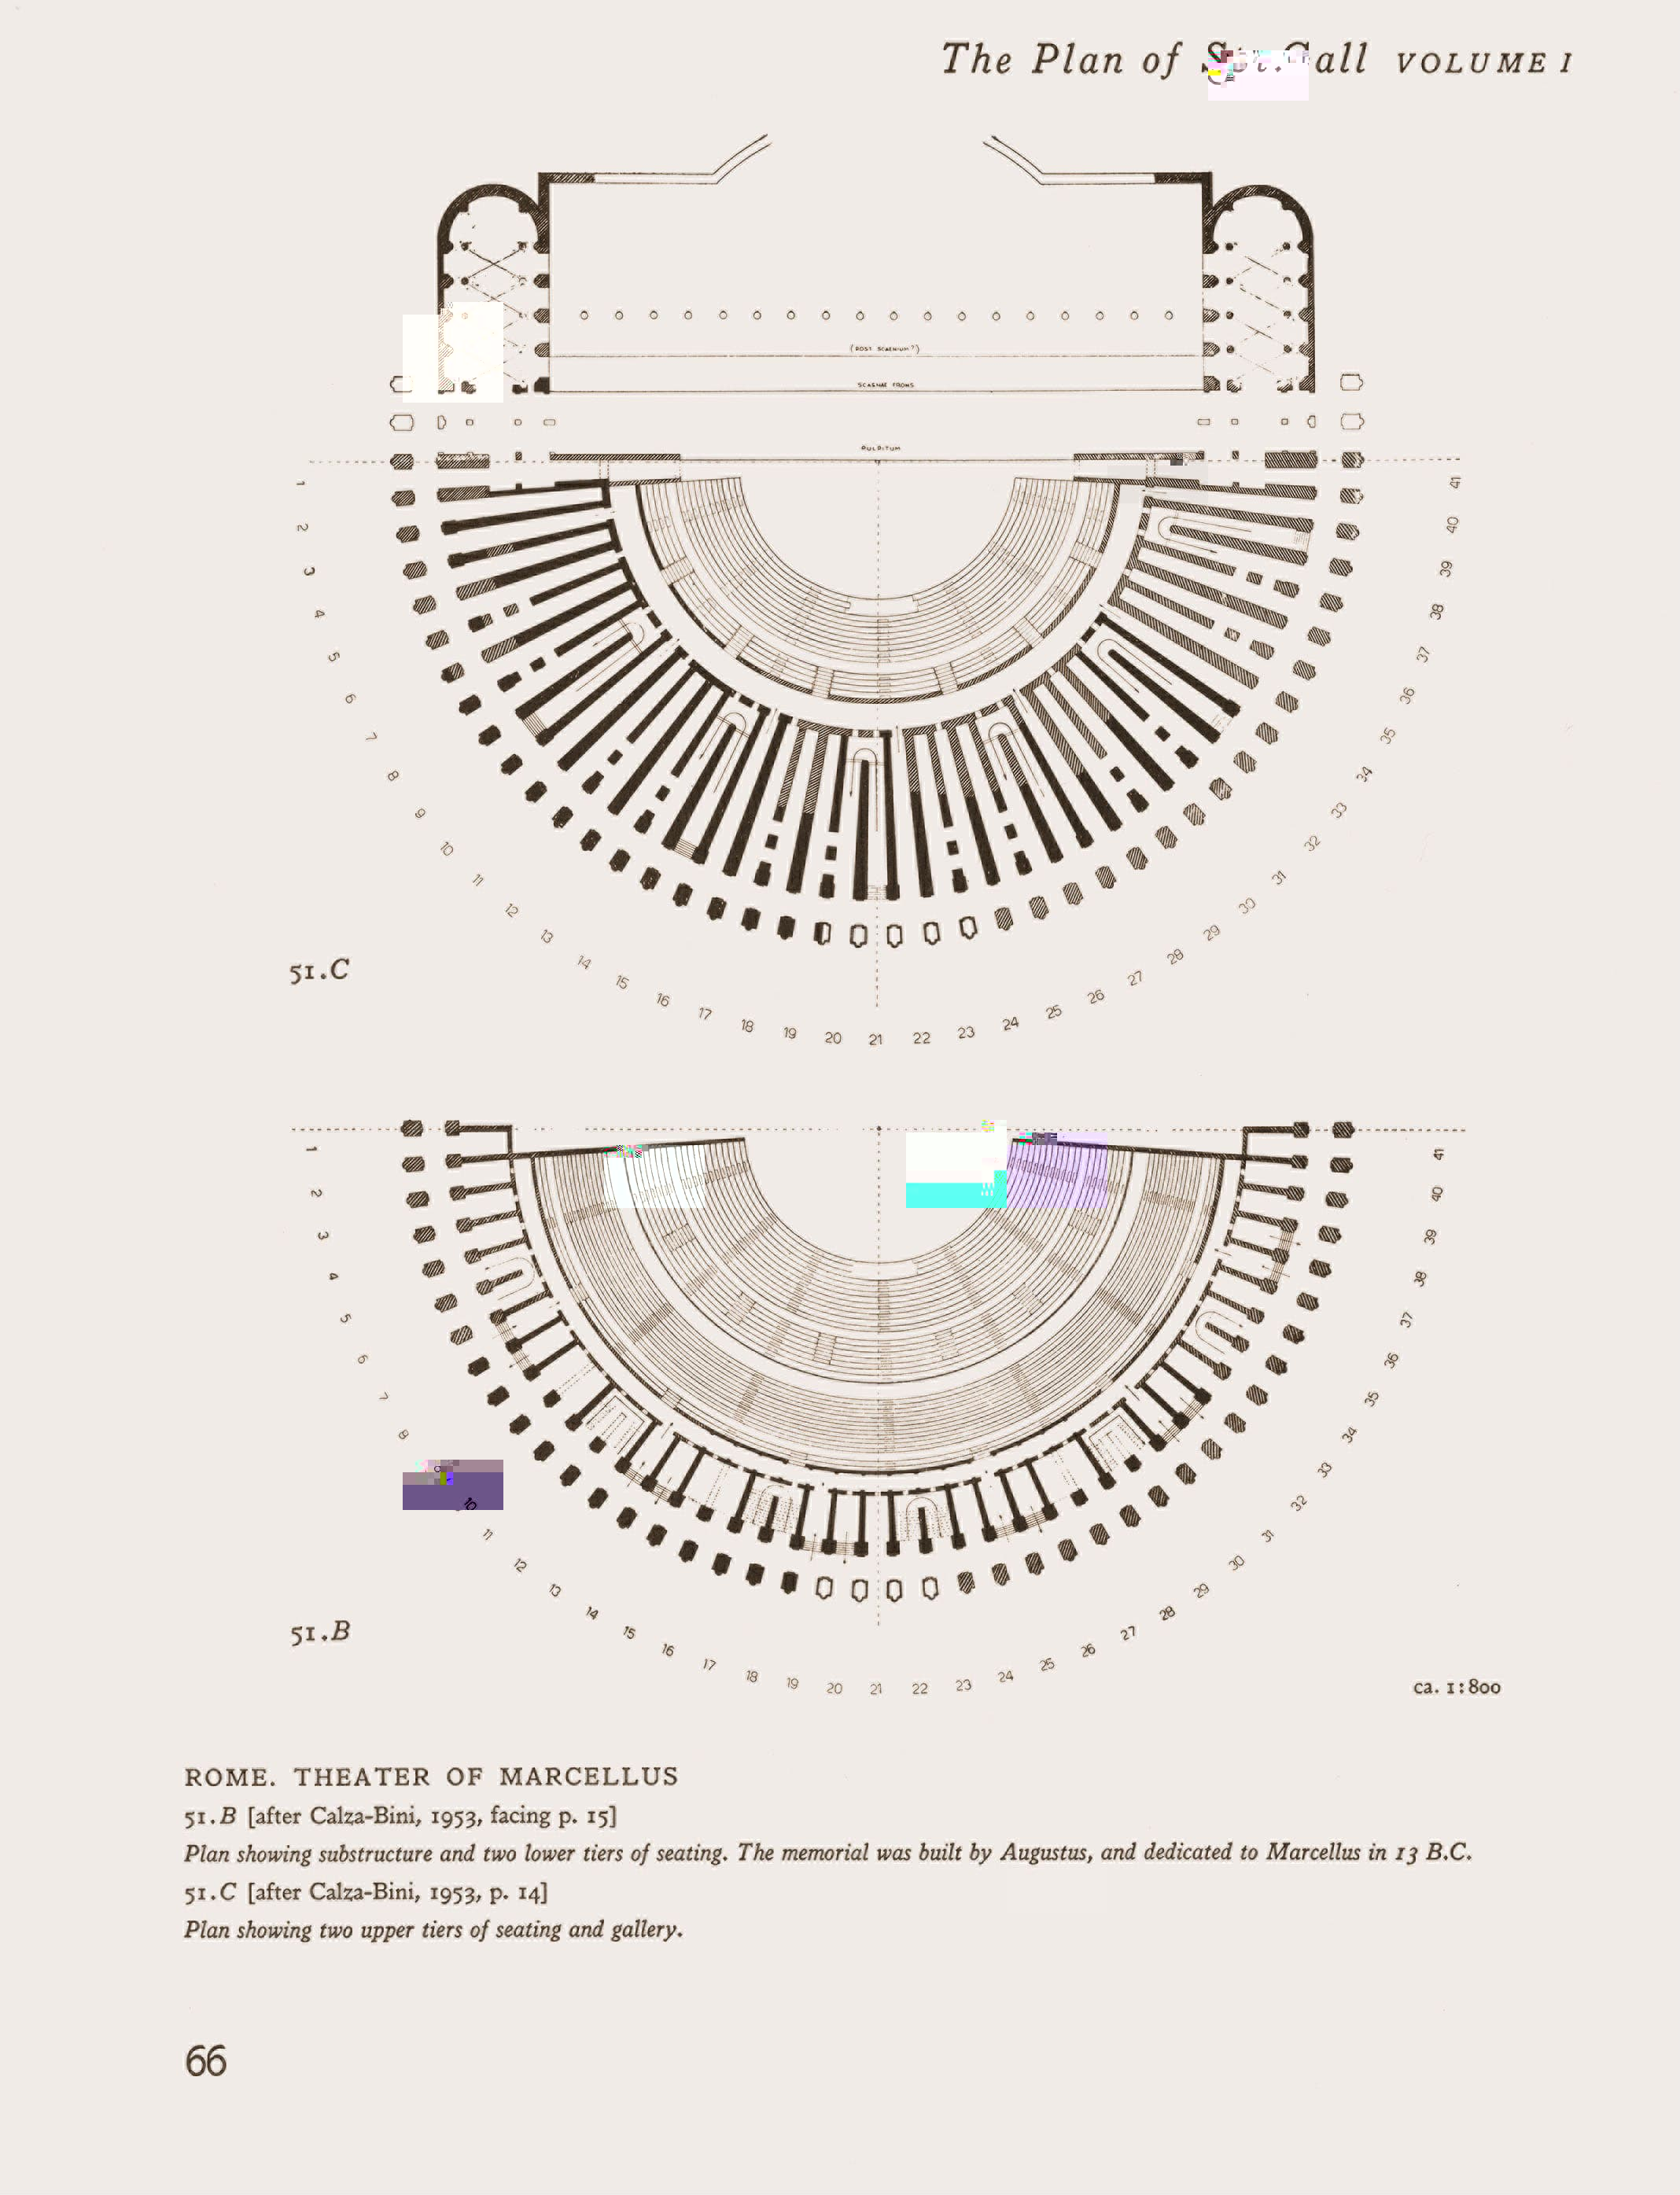 The Plan of St. Gall VOLUME I
(POST SCAENIUM?)
SCAENAE FRONS
PULPITUM
1 2 3 4 5 6 7 8 9 10 11 12 13 14 15 16 17 18 19 20 21 22 23 24 25 26 27 28 29 30 31 32 33 34 35 36 37 38 39 40 41
51.C
1 2 3 4 5 6 7 8 10 11 12 13 14 15 16 17 18 19 20 21 22 23 24 25 26 27 28 29 30 31 32 33 34 35 36 37 38 39 40 41
51.B
ca. 1:800
ROME. THEATER OF MARCELLUS
51.B [after Calza-Bini, 1953, facing p. 15]
Plan showing substructure and two lower tiers of seating. The memorial was built by Augustus, and dedicated to Marcellus in 13 B.C.
51.C [after Calza-Bini, 1953, p. 14]
Plan showing two upper tiers of seating and gallery.
66